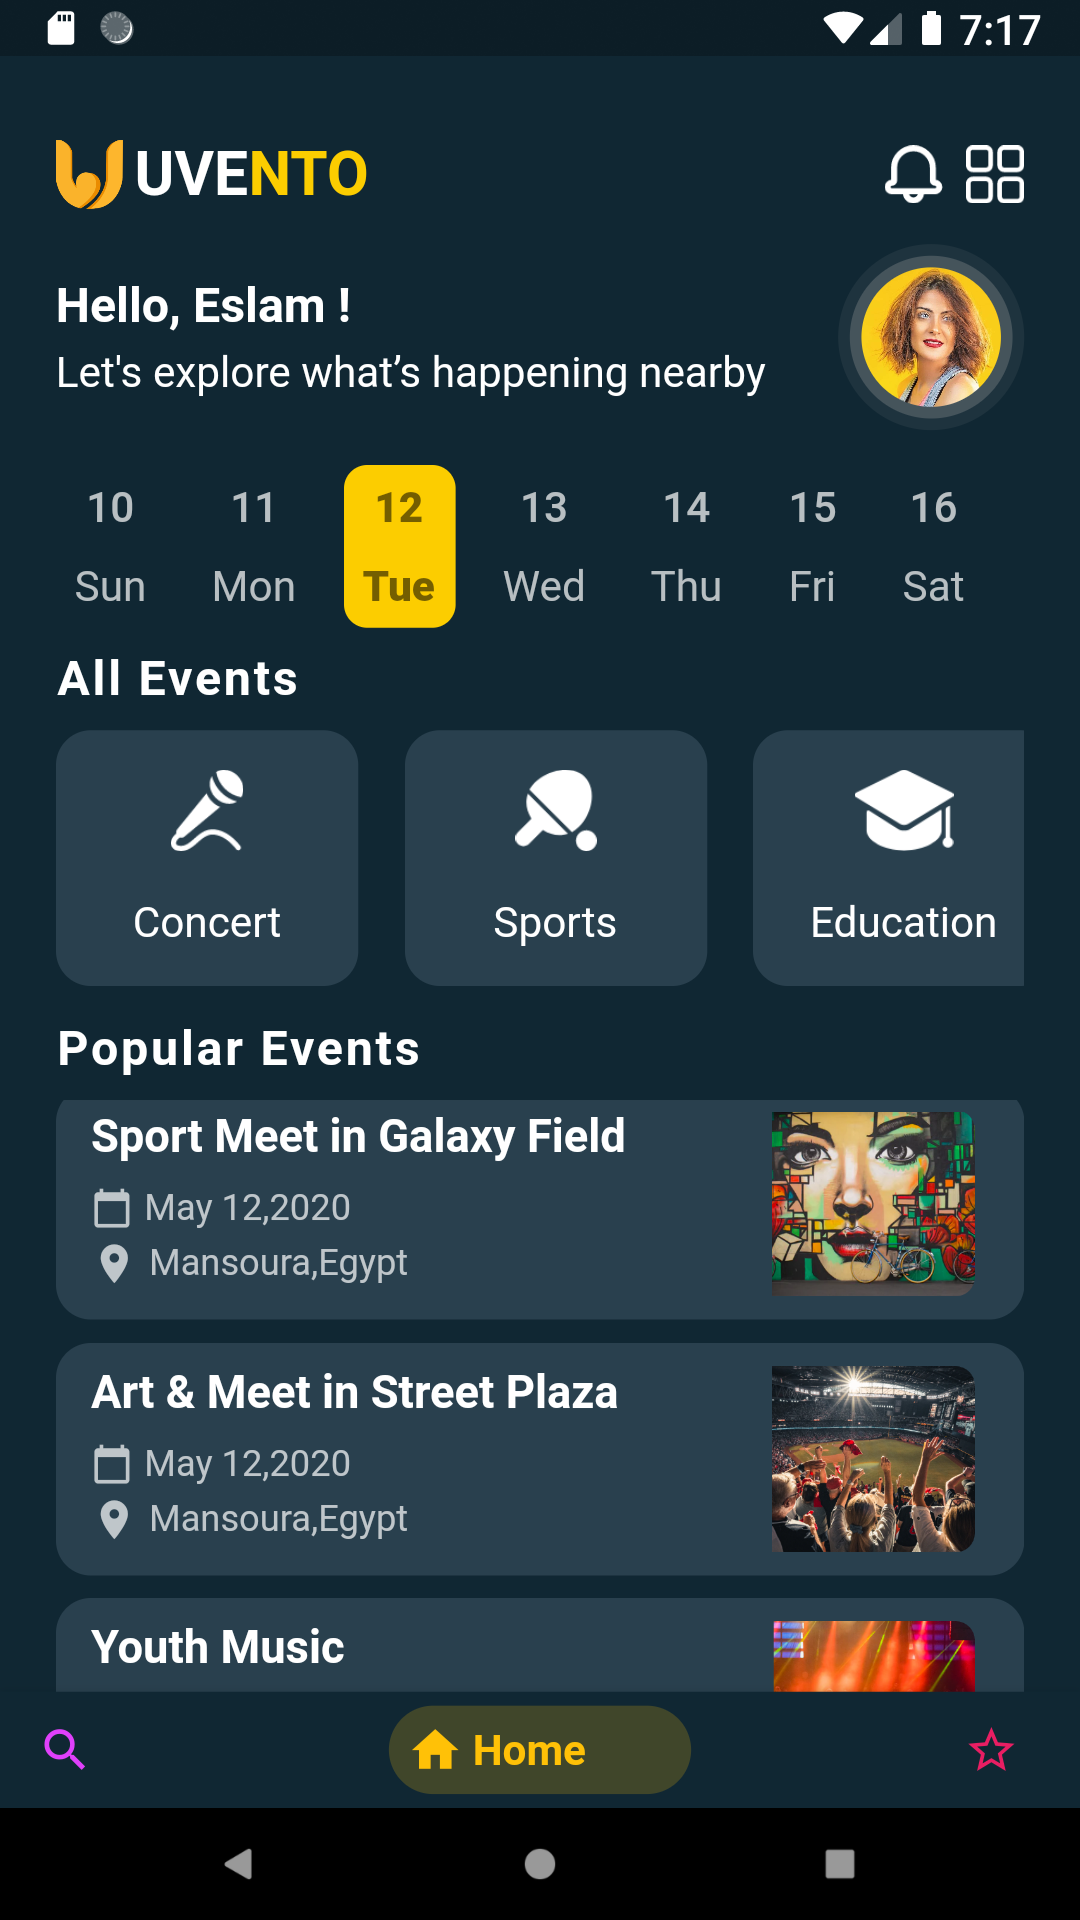 7:17
UVENTO
Hello, Eslam !
Let's explore what's happening nearby
10 11 12 13 14 15 16
Sun Mon Tue Wed Thu Fri Sat
All Events
Concert Sports Education
Popular Events
Sport Meet in Galaxy Field
May 12,2020
Mansoura,Egypt
Art & Meet in Street Plaza
May 12,2020
Mansoura,Egypt
Youth Music
Home